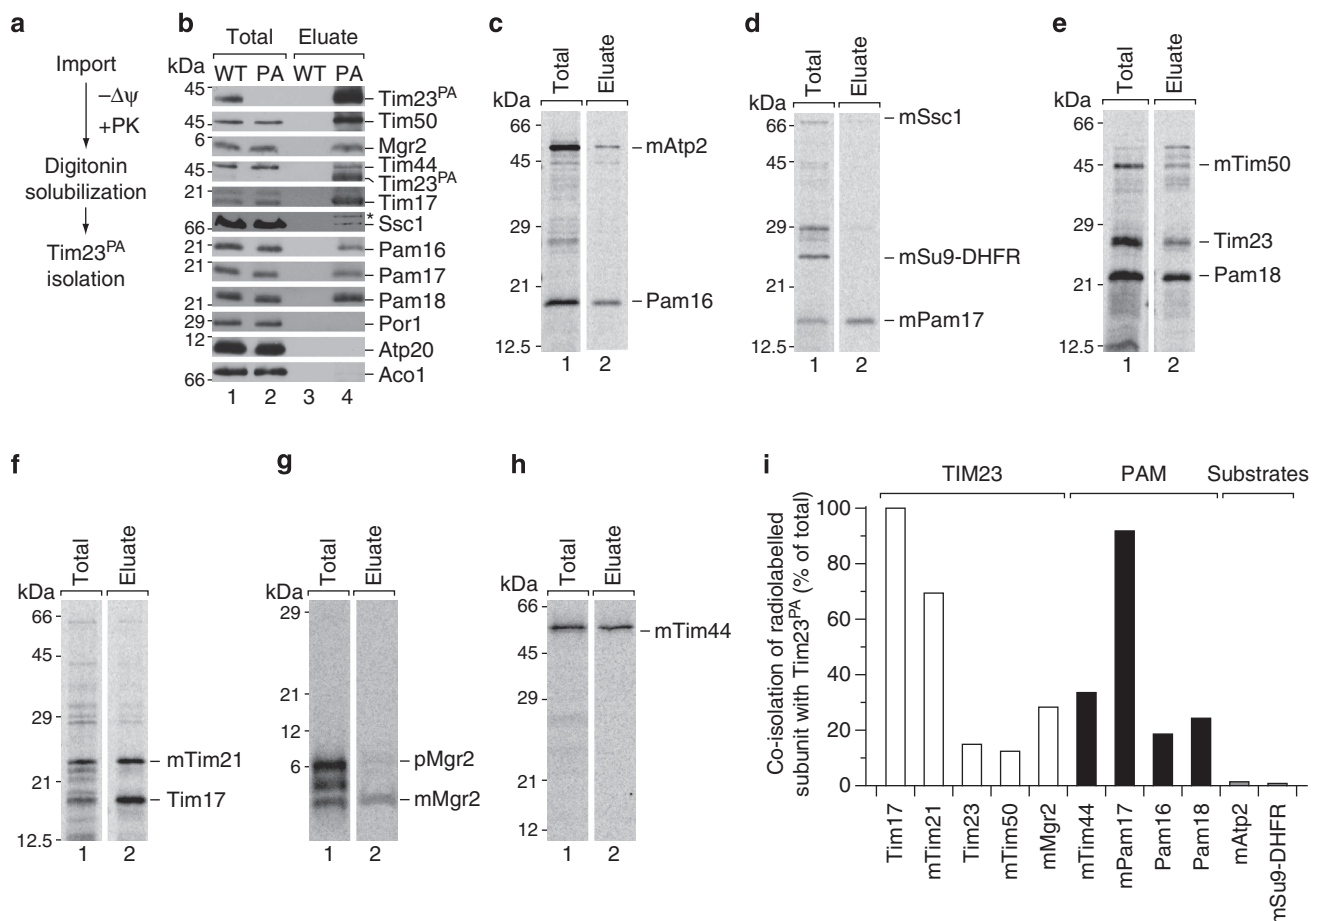 a
Import
–Δψ
+PK
Digitonin
solubilization
Tim23PA
isolation
b
Total Eluate
kDa WT PA WT PA
45 Tim23PA
45 Tim50
6 Mgr2
45 Tim44
Tim23PA
21 Tim17
66 * Ssc1
21 Pam16
21 Pam17
21 Pam18
29 Por1
12 Atp20
66 Aco1
1 2 3 4
c
Total Eluate
kDa
66
mAtp2
45
29
21
Pam16
12.5
1 2
d
Total Eluate
kDa
mSsc1
66
45
29
mSu9-DHFR
21
mPam17
12.5
1 2
e
Total Eluate
kDa
66
45 mTim50
29
Tim23
21 Pam18
12.5
1 2
f
Total Eluate
kDa
66
45
29
mTim21
21
Tim17
12.5
1 2
g
Total Eluate
kDa
29
21
12
6 pMgr2
mMgr2
1 2
h
Total Eluate
kDa
66
mTim44
45
29
21
12
1 2
i
TIM23 PAM Substrates
Co-isolation of radiolabelled
subunit with Tim23PA (% of total)
100
80
60
40
20
0
Tim17
mTim21
Tim23
mTim50
mMgr2
mTim44
mPam17
Pam16
Pam18
mAtp2
mSu9-DHFR